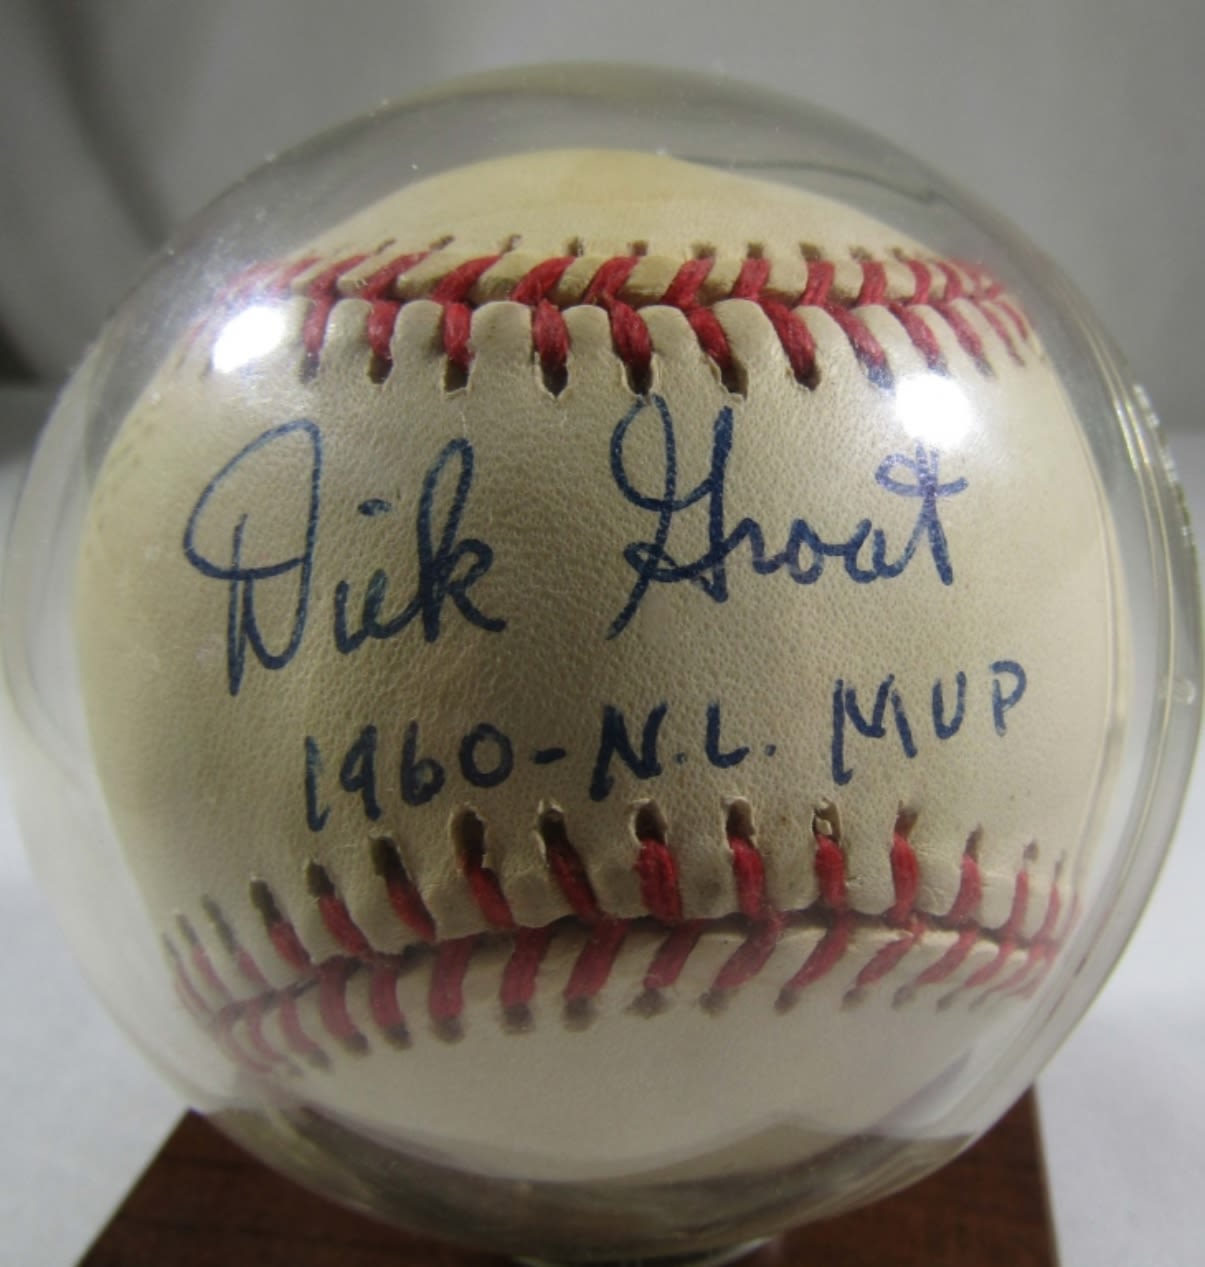 Dick Groat
1960-N.L. MVP